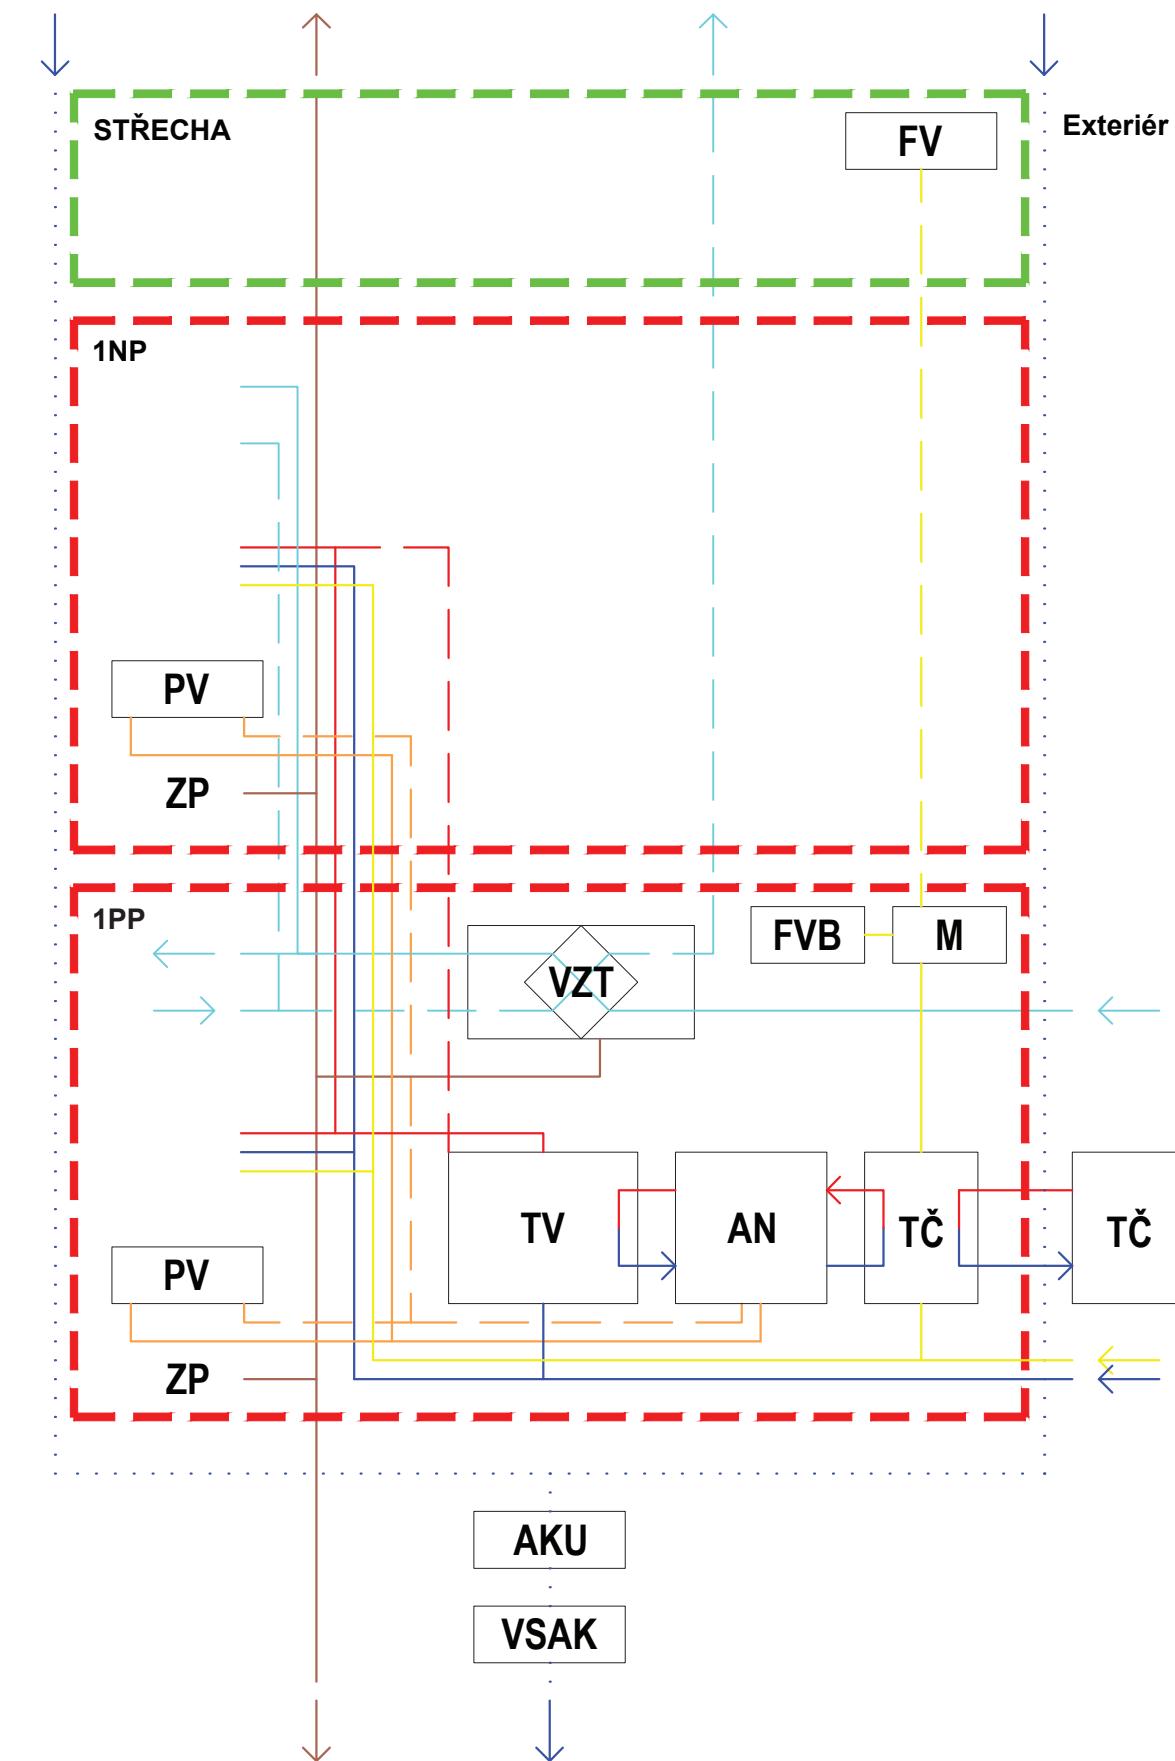 STŘECHA
FV
Exteriér
1NP
PV
ZP
1PP
FVB
M
VZT
TV
AN
TČ
TČ
PV
ZP
AKU
VSAK